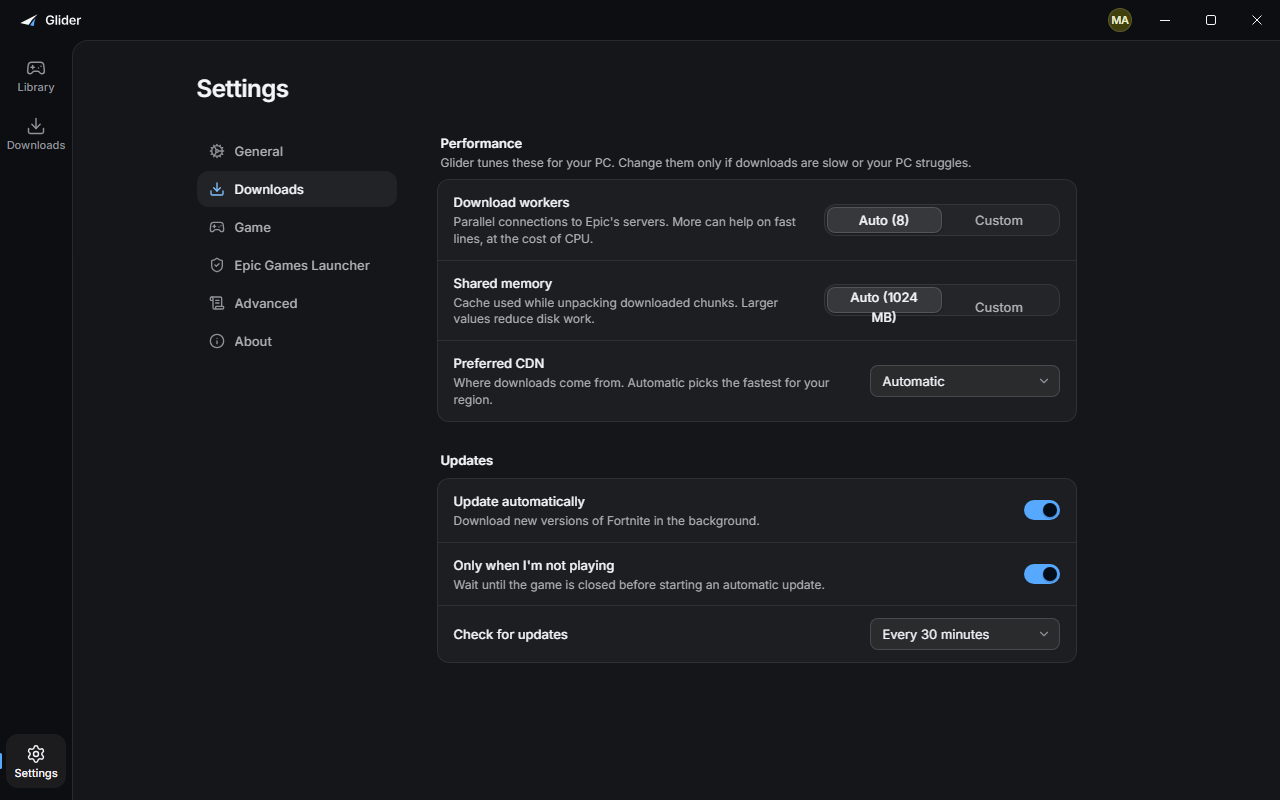 Glider
MA
Library
Downloads
Settings
Settings
General
Downloads
Game
Epic Games Launcher
Advanced
About
Performance
Glider tunes these for your PC. Change them only if downloads are slow or your PC struggles.
Download workers
Parallel connections to Epic's servers. More can help on fast
lines, at the cost of CPU.
Auto (8)
Custom
Shared memory
Cache used while unpacking downloaded chunks. Larger
values reduce disk work.
Auto (1024
MB)
Custom
Preferred CDN
Where downloads come from. Automatic picks the fastest for your
region.
Automatic
Updates
Update automatically
Download new versions of Fortnite in the background.
Only when I'm not playing
Wait until the game is closed before starting an automatic update.
Check for updates
Every 30 minutes